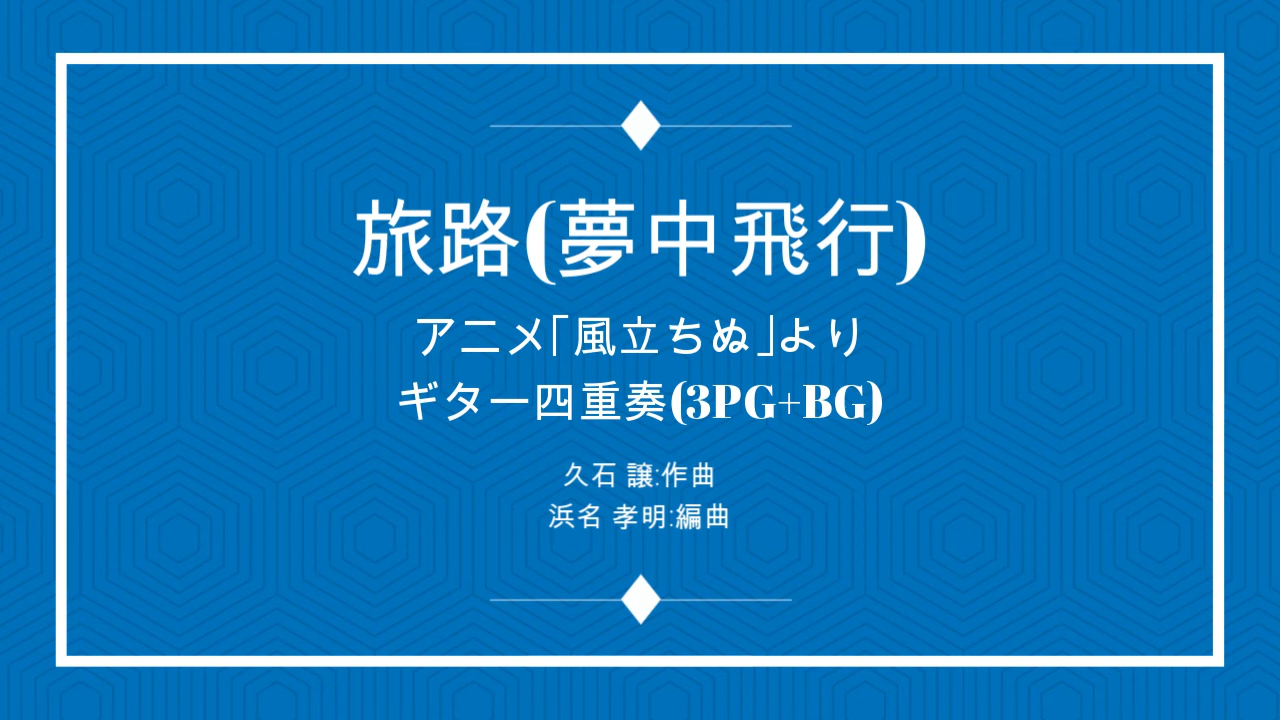 旅路(夢中飛行)
アニメ｢風立ちぬ｣より
ギター四重奏(3PG+BG)
久石 譲:作曲
浜名 孝明:編曲